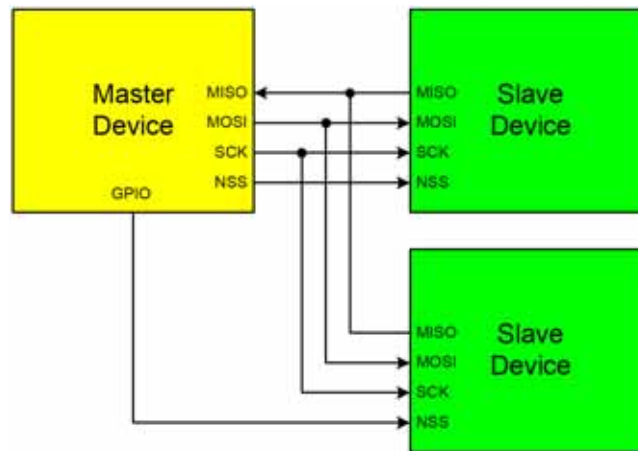 Master
Device
MISO
MOSI
SCK
NSS
GPIO
MISO
MOSI
SCK
NSS
Slave
Device
MISO
MOSI
SCK
NSS
Slave
Device